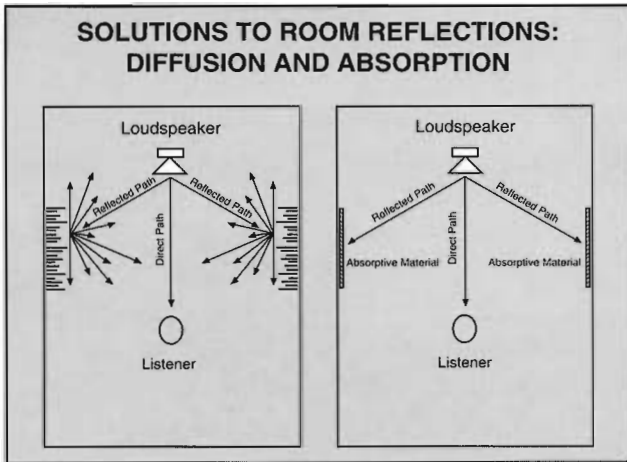 SOLUTIONS TO ROOM REFLECTIONS:
DIFFUSION AND ABSORPTION
Loudspeaker
Reflected Path
Reflected Path
Direct Path
Listener
Loudspeaker
Reflected Path
Reflected Path
Absorptive Material
Direct Path
Absorptive Material
Listener